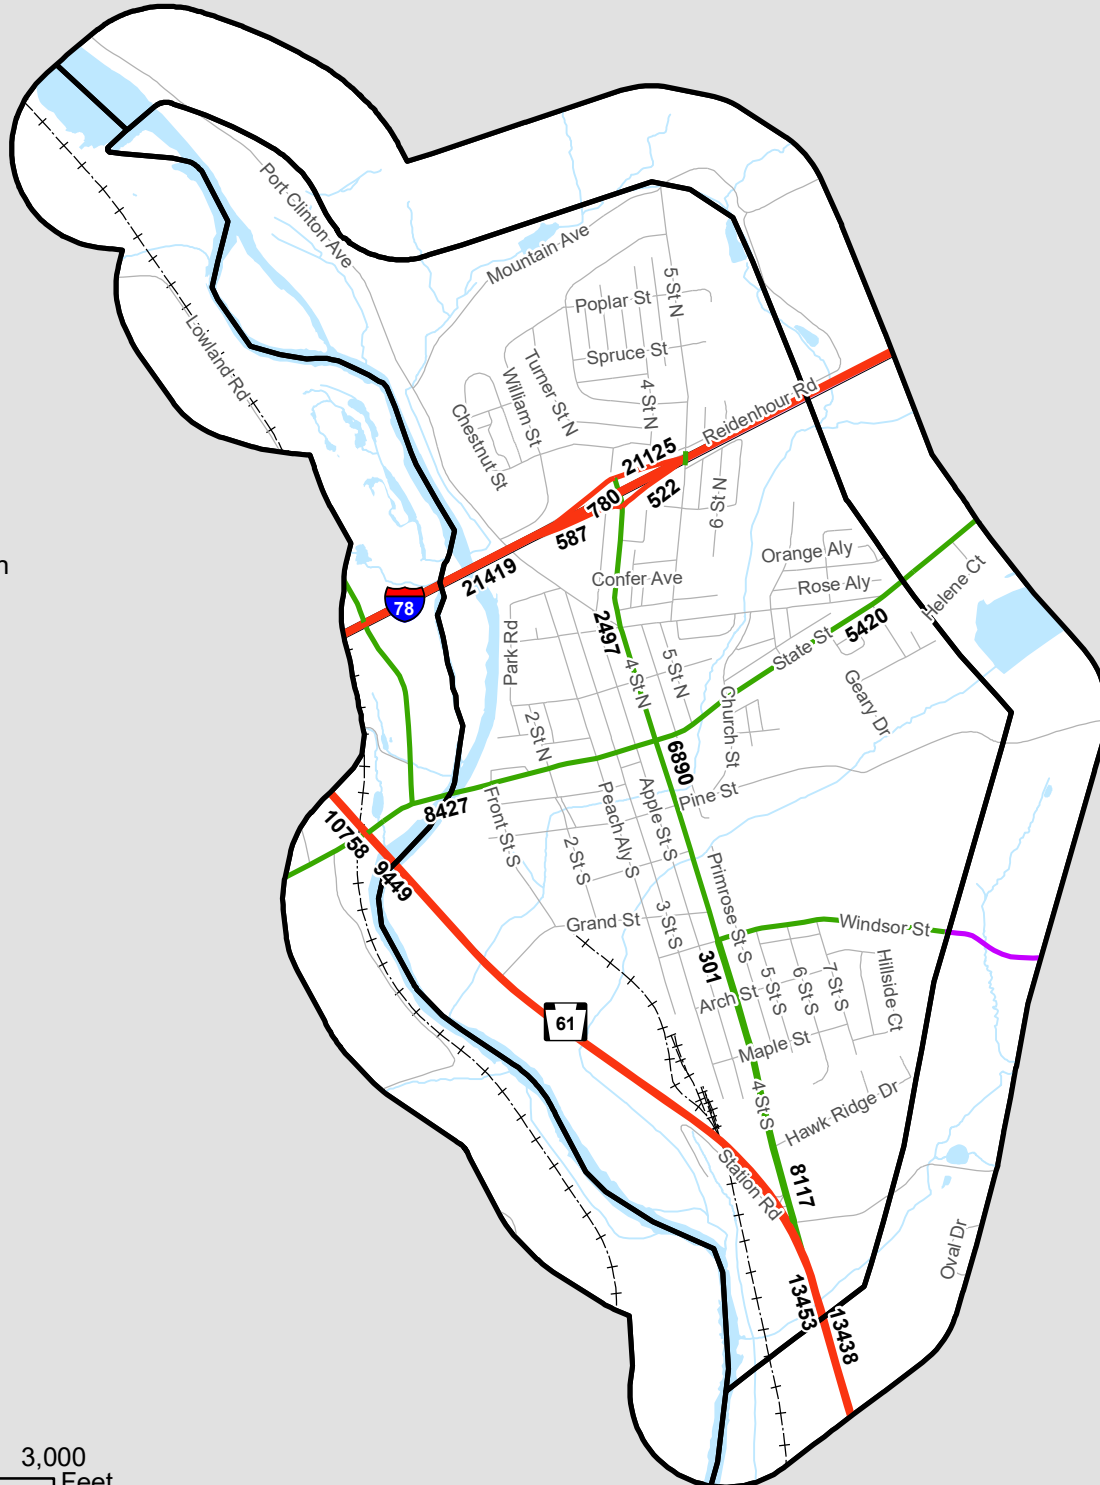 Port Clinton Ave
Mountain Ave
5 St N
Poplar St
Lowland Rd
Spruce St
Turner St N
William St
4 St N
Chestnut St
Reidenhour Rd
21125
780
522
N St 6
587
Orange Aly
21419
Confer Ave
Rose Aly
78
Helene Ct
2497
5420
Park Rd
State St
4 St N
5 St N
Church St
Geary Dr
2 St N
6890
Pine St
8427
Front St S
Peach Aly S
Apple St S
10758
2 St S
9449
Primrose St S
3 St S
Grand St
Windsor St
301
5 St S
6 St S
7 St S
Hillside Ct
Arch St
61
Maple St
4 St S
Hawk Ridge Dr
Station Rd
8117
Oval Dr
13453
13438
n
3,000
Feet